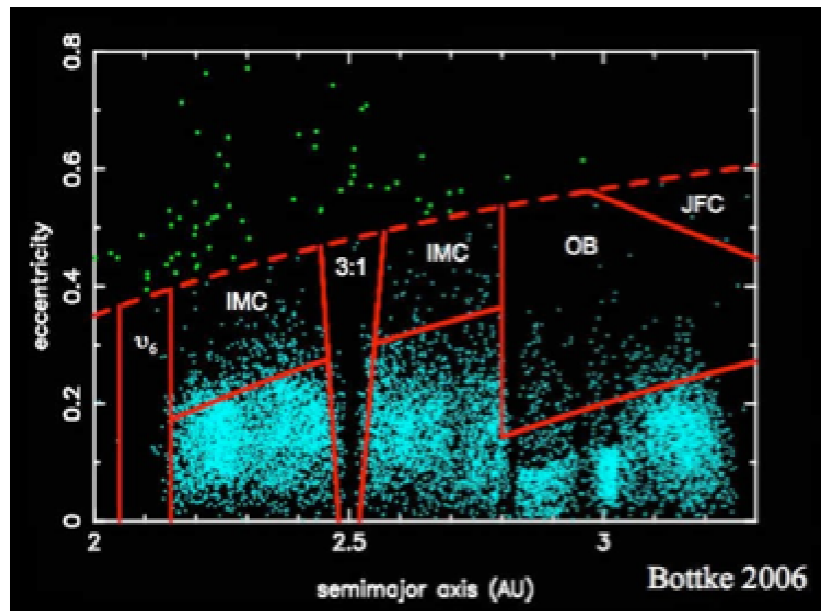 0.8
0.6
0.4
0.2
0
eccentricity
JFC
OB
IMC
3:1
IMC
υ6
2
2.5
3
semimajor axis (AU)
Bottke 2006